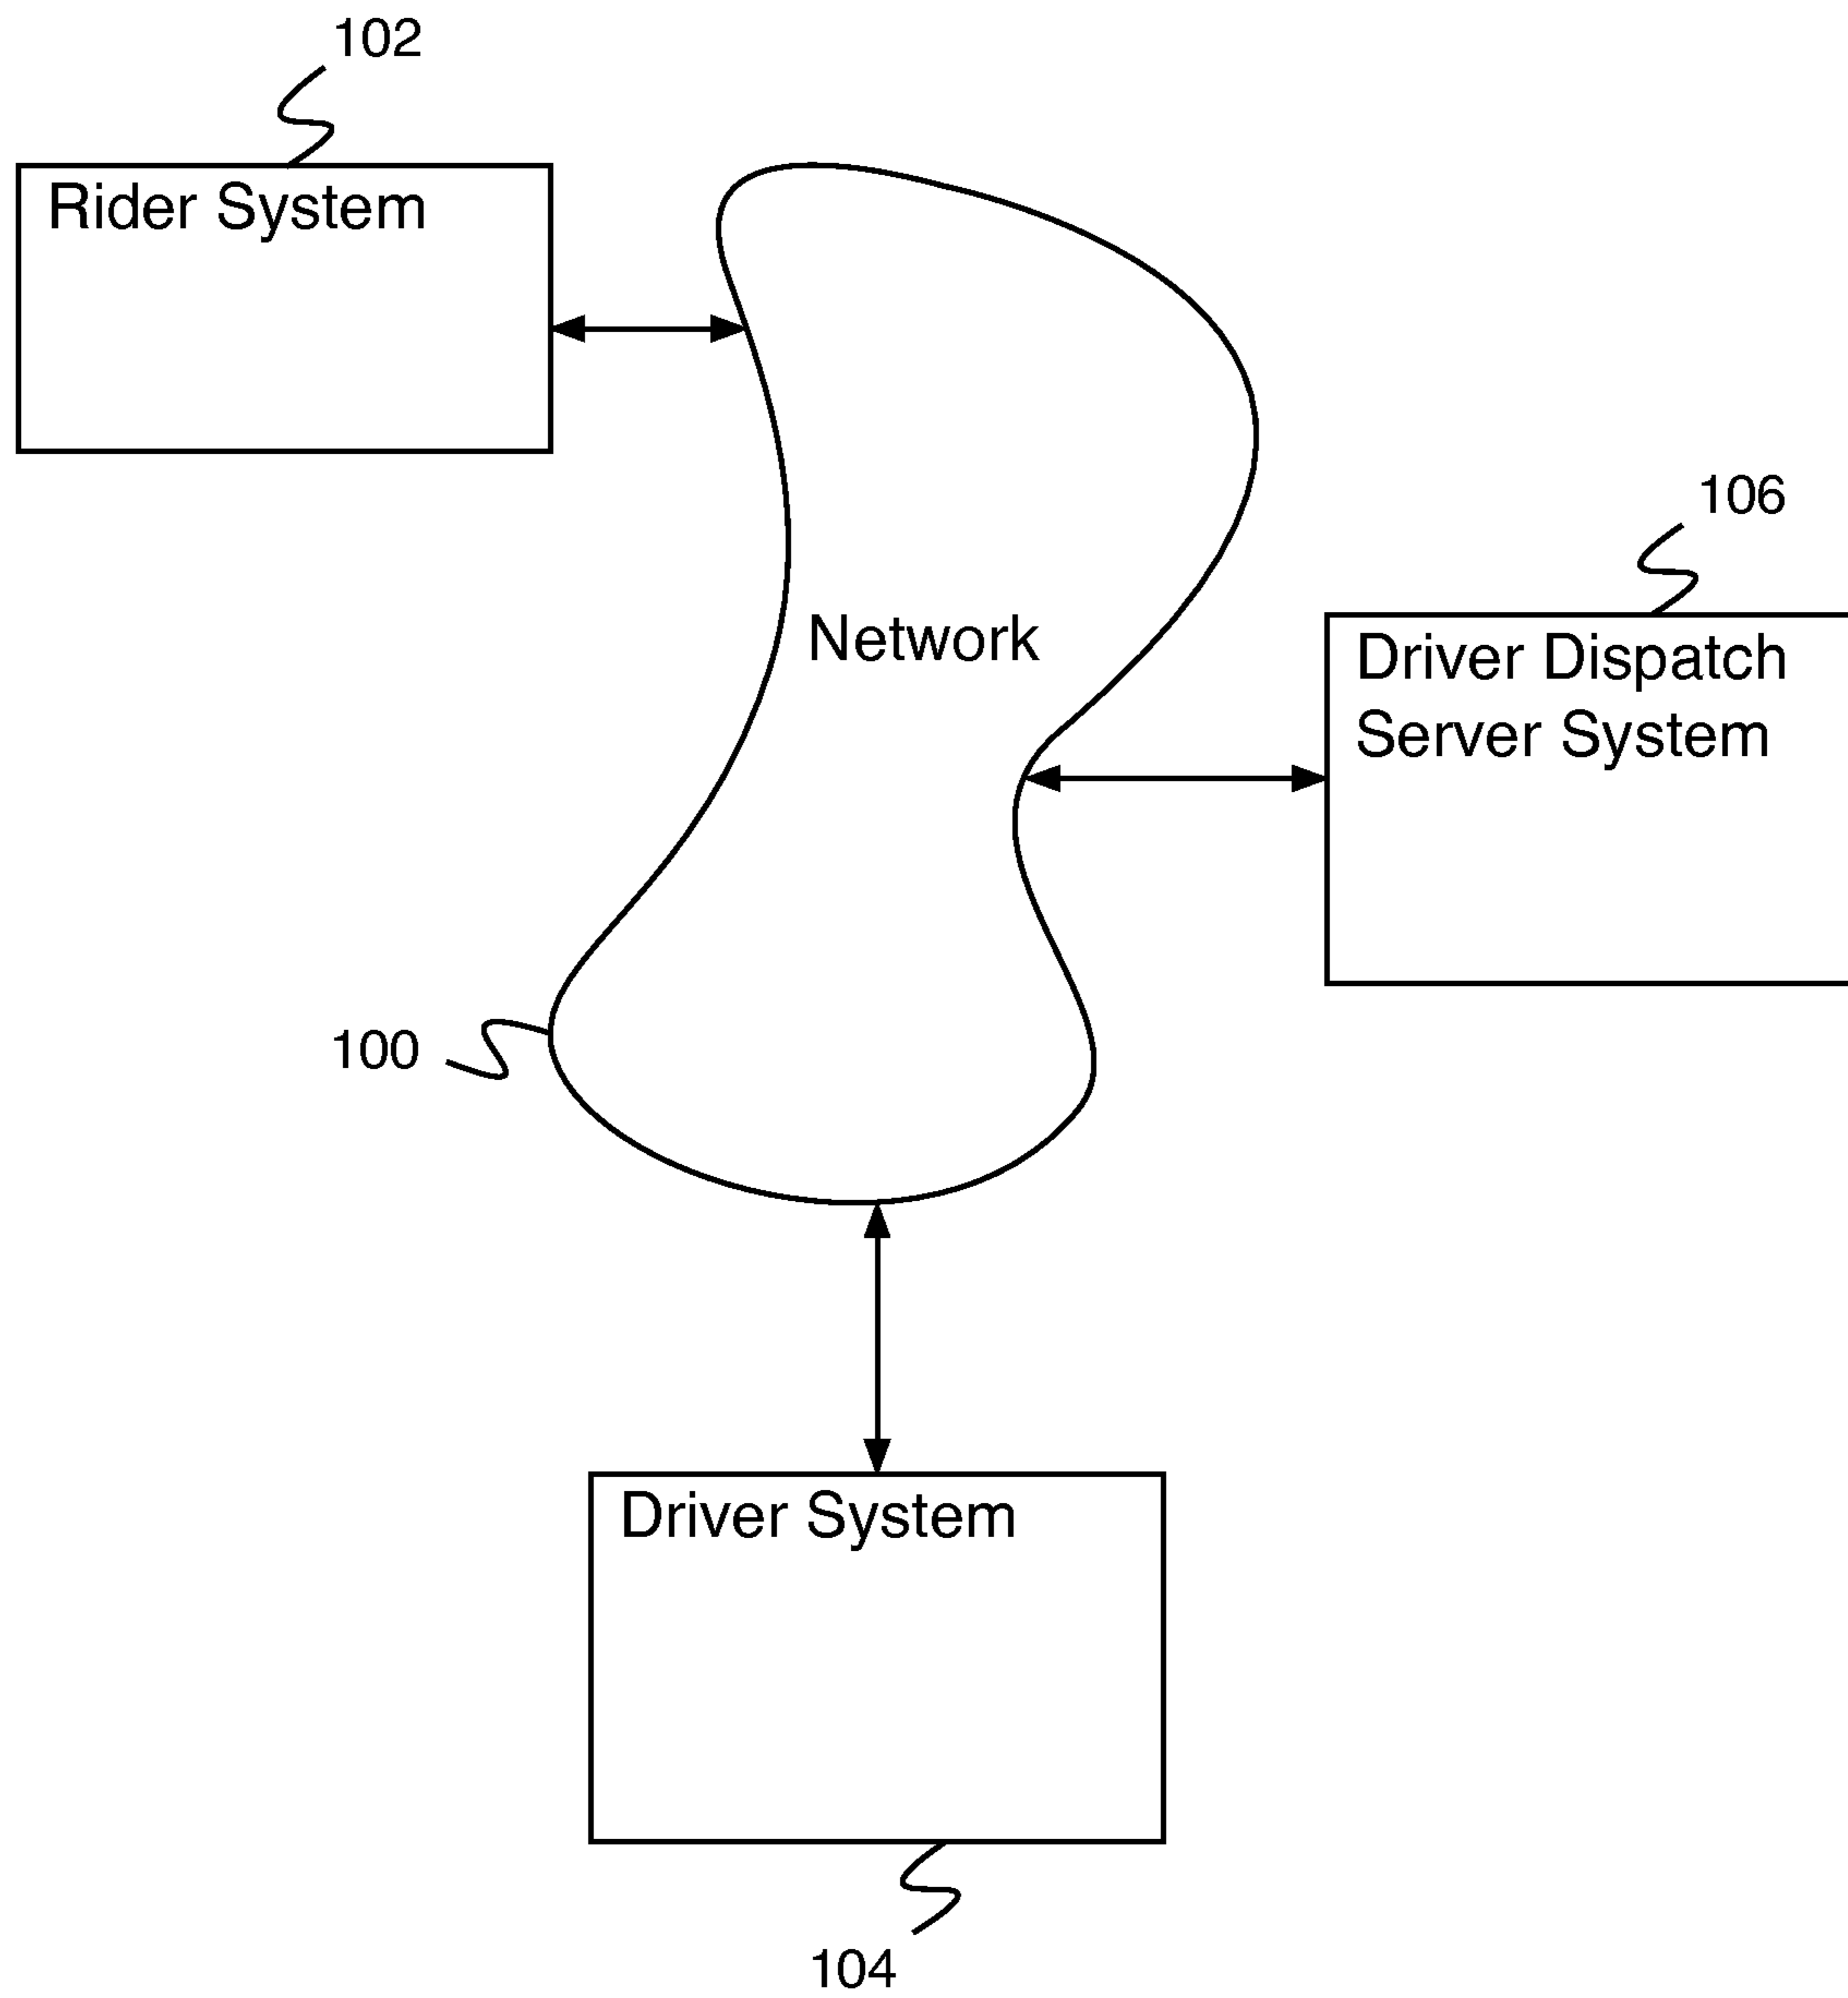 102
Rider System
106
Network
Driver Dispatch
Server System
100
Driver System
104